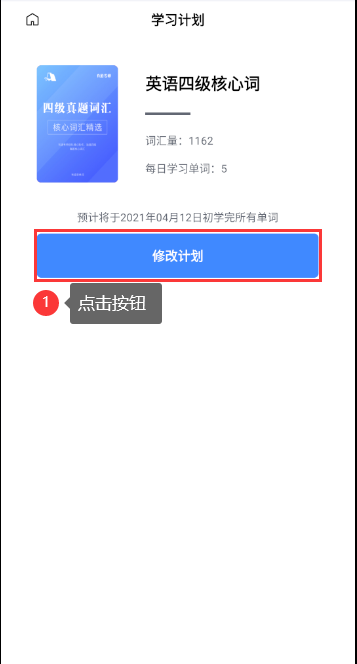 学习计划
四级真题词汇
核心词汇精选
英语四级核心词
词汇量：1162
每日学习单词：5
预计将于2021年04月12日初学完所有单词
修改计划
1 点击按钮